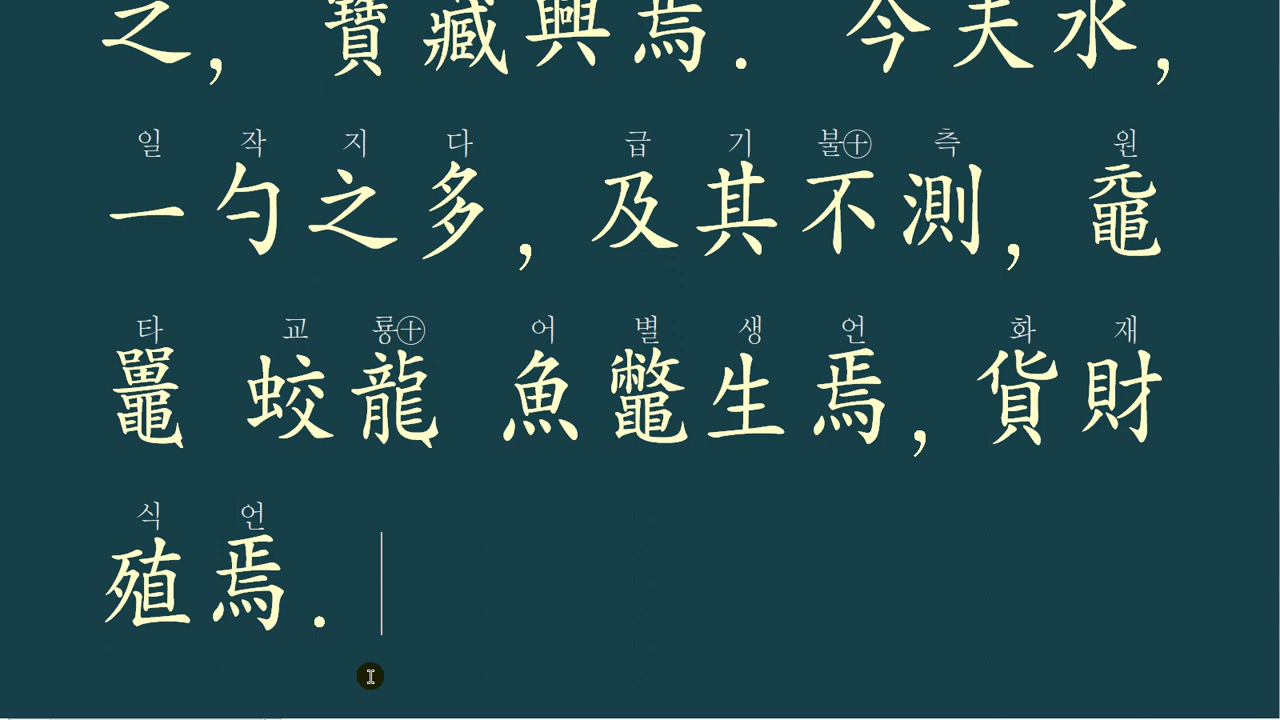 之, 寶藏興焉. 今夫水,
일 작 지 다 급 기 불㈩ 측 원
一勺之多, 及其不測, 黿
타 교 룡㈩ 어 별 생 언 화 재
鼉 蛟龍 魚鼈生焉, 貨財
식 언
殖焉.